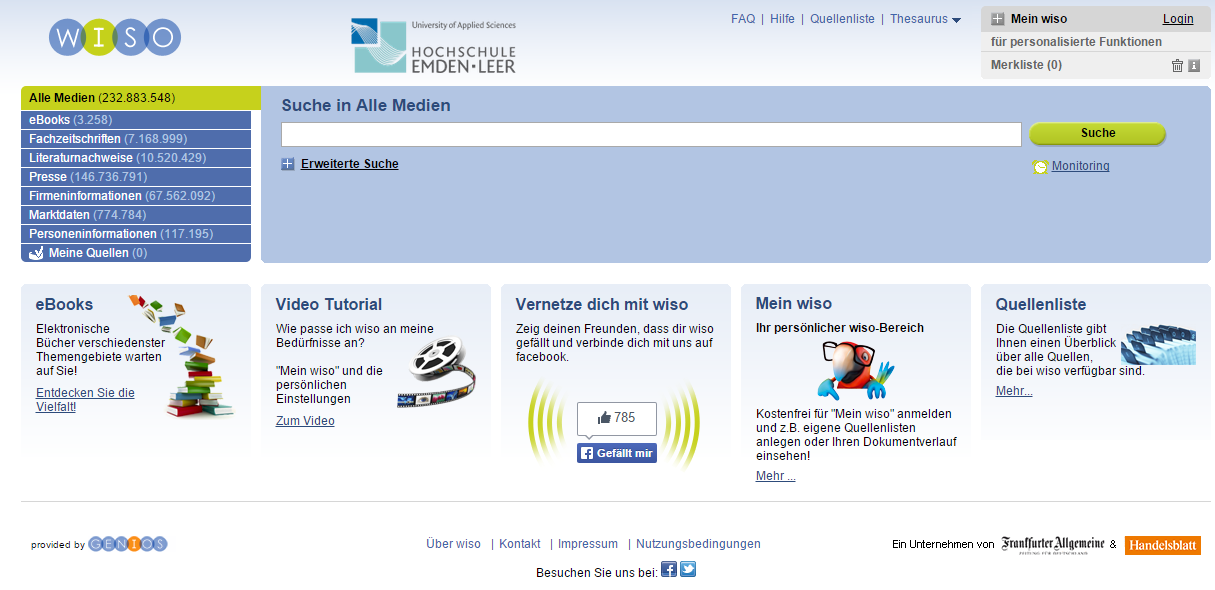 WISO
University of Applied Sciences
HOCHSCHULE
EMDEN•LEER
FAQ | Hilfe | Quellenliste | Thesaurus
Mein wiso Login
für personalisierte Funktionen
Merkliste (0)
Alle Medien (232.883.548)
eBooks (3.258)
Fachzeitschriften (7.168.999)
Literaturnachweise (10.520.429)
Presse (146.736.791)
Firmeninformationen (67.562.092)
Marktdaten (774.784)
Personeninformationen (117.195)
Meine Quellen (0)
Suche in Alle Medien
Suche
Erweiterte Suche
Monitoring
eBooks
Elektronische
Bücher verschiedenster
Themengebiete warten
auf Sie!
Entdecken Sie die
Vielfalt!
Video Tutorial
Wie passe ich wiso an meine
Bedürfnisse an?
"Mein wiso" und die
persönlichen
Einstellungen
Zum Video
Vernetze dich mit wiso
Zeig deinen Freunden, dass dir wiso
gefällt und verbinde dich mit uns auf
facebook.
785
Gefällt mir
Mein wiso
Ihr persönlicher wiso-Bereich
Kostenfrei für "Mein wiso" anmelden
und z.B. eigene Quellenlisten
anlegen oder Ihren Dokumentverlauf
einsehen!
Mehr ...
Quellenliste
Die Quellenliste gibt
Ihnen einen Überblick
über alle Quellen,
die bei wiso verfügbar sind.
Mehr...
provided by GENIOS
Über wiso | Kontakt | Impressum | Nutzungsbedingungen
Besuchen Sie uns bei:
Ein Unternehmen von Frankfurter Allgemeine & Handelsblatt
ZEITUNG FÜR DEUTSCHLAND